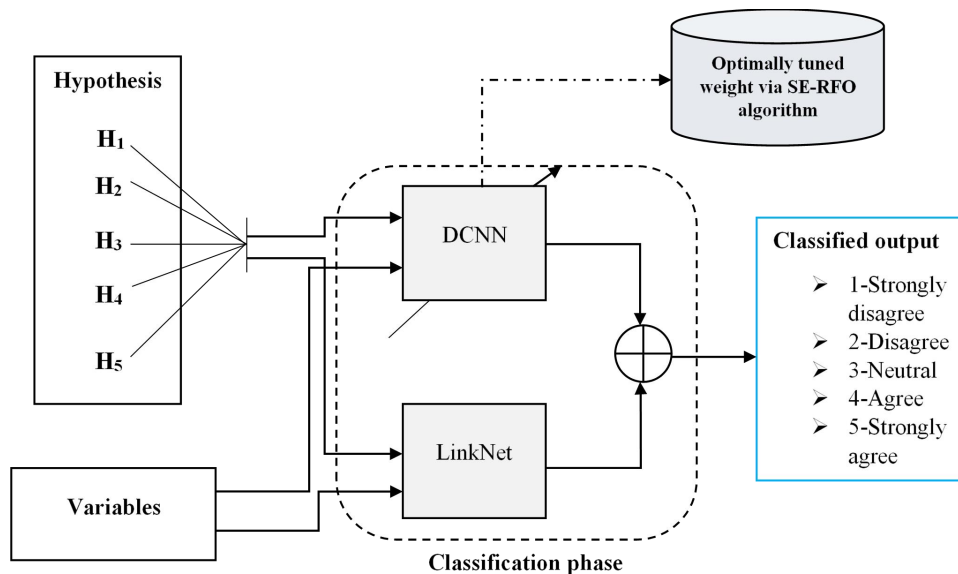 Hypothesis
H1
H2
H3
H4
H5
Variables
Optimally tuned
weight via SE-RFO
algorithm
DCNN
LinkNet
Classification phase
Classified output
➢ 1-Strongly
disagree
➢ 2-Disagree
➢ 3-Neutral
➢ 4-Agree
➢ 5-Strongly
agree